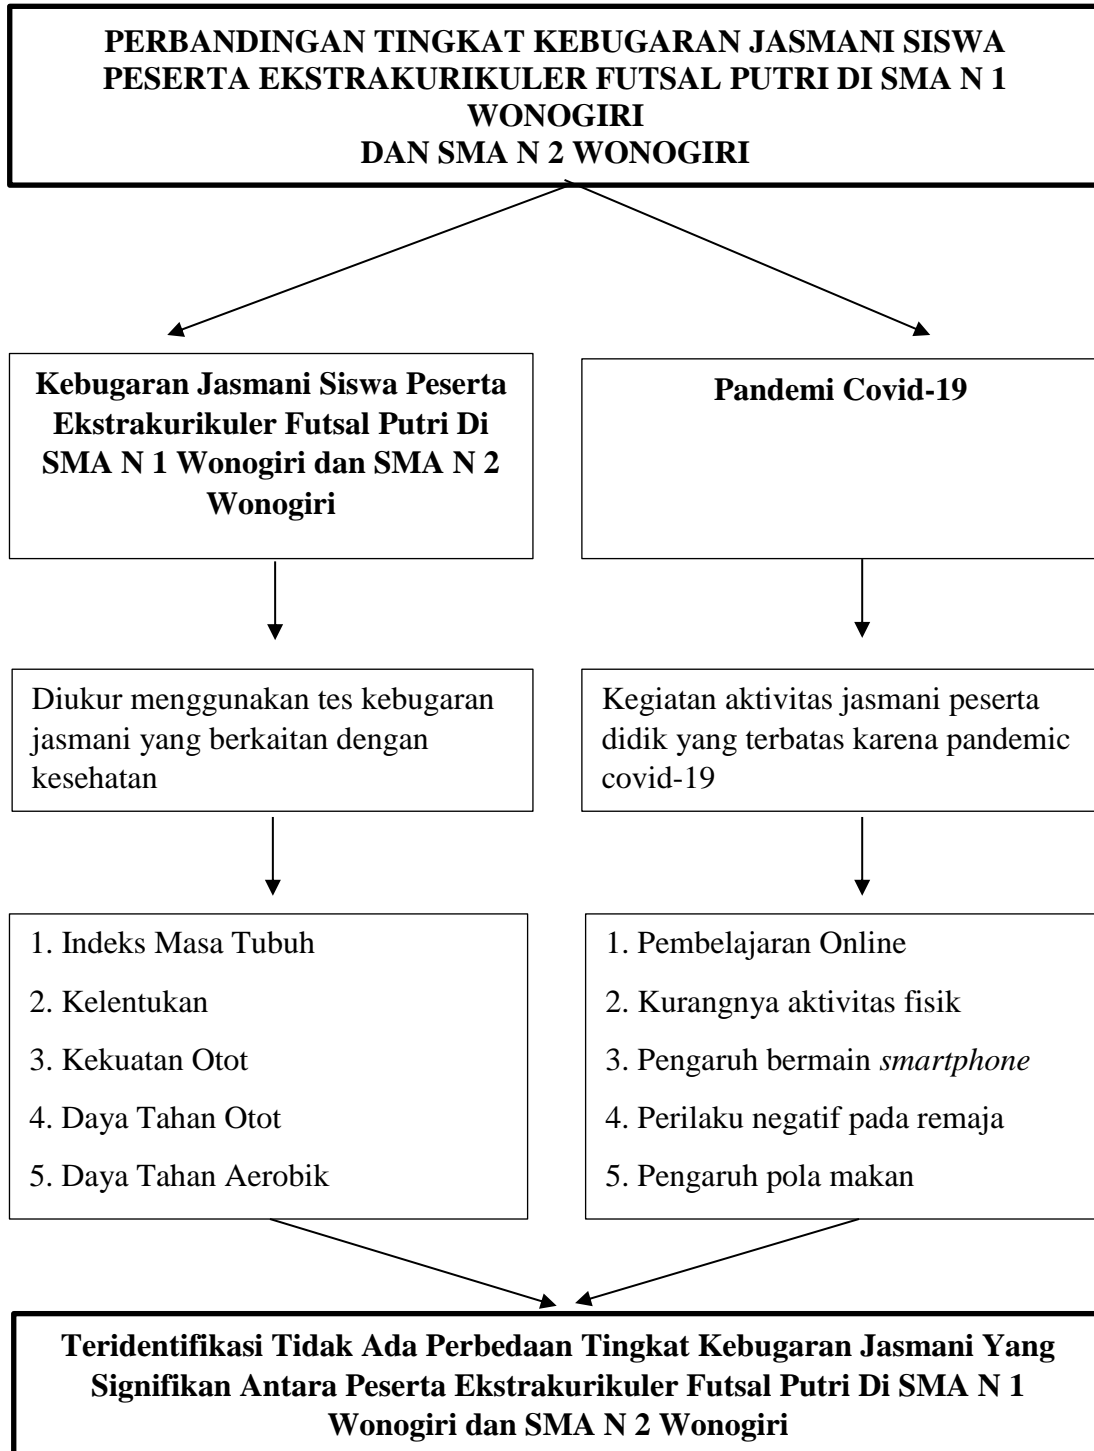 PERBANDINGAN TINGKAT KEBUGARAN JASMANI SISWA
PESERTA EKSTRAKURIKULER FUTSAL PUTRI DI SMA N 1
WONOGIRI
DAN SMA N 2 WONOGIRI
Kebugaran Jasmani Siswa Peserta
Ekstrakurikuler Futsal Putri Di
SMA N 1 Wonogiri dan SMA N 2
Wonogiri
Pandemi Covid-19
Diukur menggunakan tes kebugaran
jasmani yang berkaitan dengan
kesehatan
Kegiatan aktivitas jasmani peserta
didik yang terbatas karena pandemic
covid-19
1. Indeks Masa Tubuh
2. Kelentukan
3. Kekuatan Otot
4. Daya Tahan Otot
5. Daya Tahan Aerobik
1. Pembelajaran Online
2. Kurangnya aktivitas fisik
3. Pengaruh bermain smartphone
4. Perilaku negatif pada remaja
5. Pengaruh pola makan
Teridentifikasi Tidak Ada Perbedaan Tingkat Kebugaran Jasmani Yang
Signifikan Antara Peserta Ekstrakurikuler Futsal Putri Di SMA N 1
Wonogiri dan SMA N 2 Wonogiri